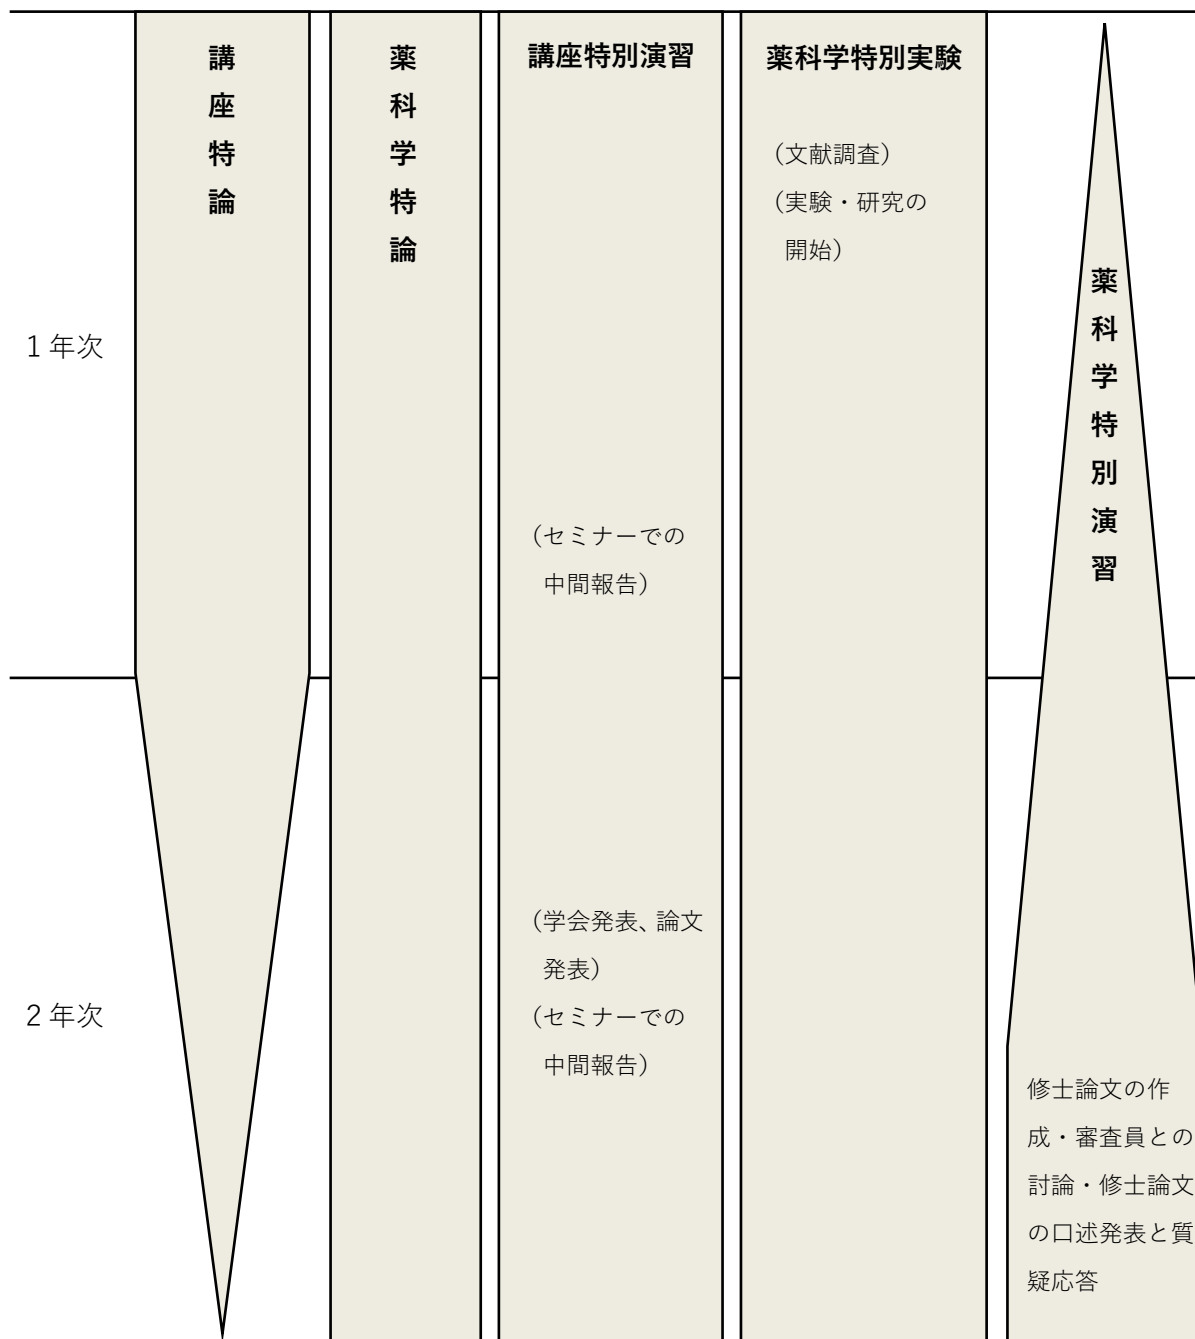 講座特論
薬科学特論
講座特別演習
薬科学特別実験
(文献調査)
(実験・研究の
開始)
薬科学特別演習
1年次
(セミナーでの
中間報告)
2年次
(学会発表、論文
発表)
(セミナーでの
中間報告)
修士論文の作
成・審査員との
討論・修士論文
の口述発表と質
疑応答